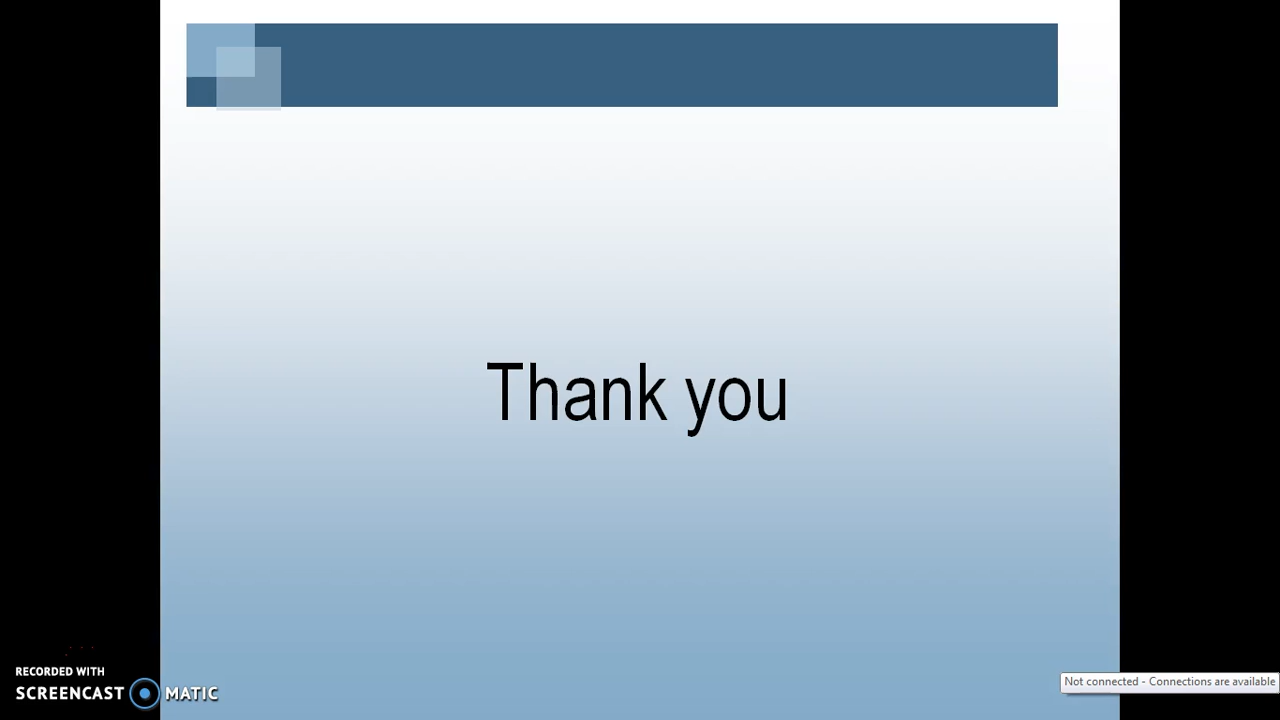 Thank you
RECORDED WITH
SCREENCAST MATIC
Not connected - Connections are available